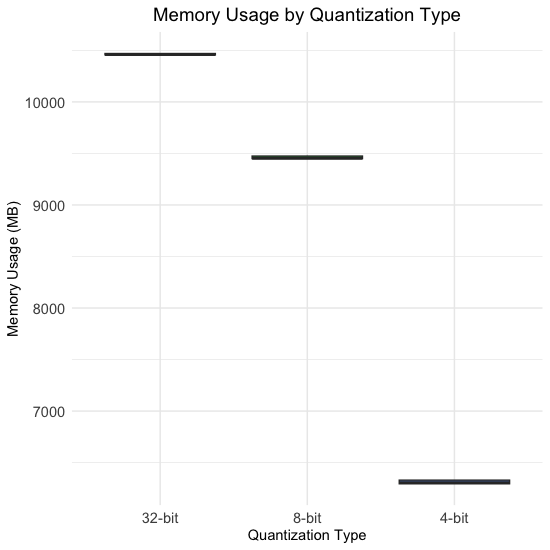 Memory Usage by Quantization Type
Memory Usage (MB)
10000
9000
8000
7000
32-bit
8-bit
4-bit
Quantization Type